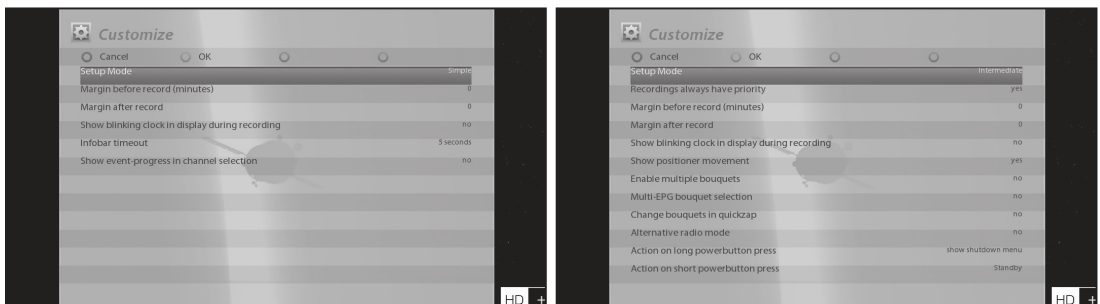 Customize
Cancel OK
Setup Mode Simple
Margin before record (minutes) 0
Margin after record 0
Show blinking clock in display during recording no
Infobar timeout 5 seconds
Show event-progress in channel selection no
HD +
Customize
Cancel OK
Setup Mode Intermediate
Recordings always have priority yes
Margin before record (minutes) 0
Margin after record 0
Show blinking clock in display during recording no
Show positioner movement yes
Enable multiple bouquets no
Multi-EPG bouquet selection no
Change bouquets in quickzap no
Alternative radio mode no
Action on long powerbutton press show shutdown menu
Action on short powerbutton press Standby
HD +